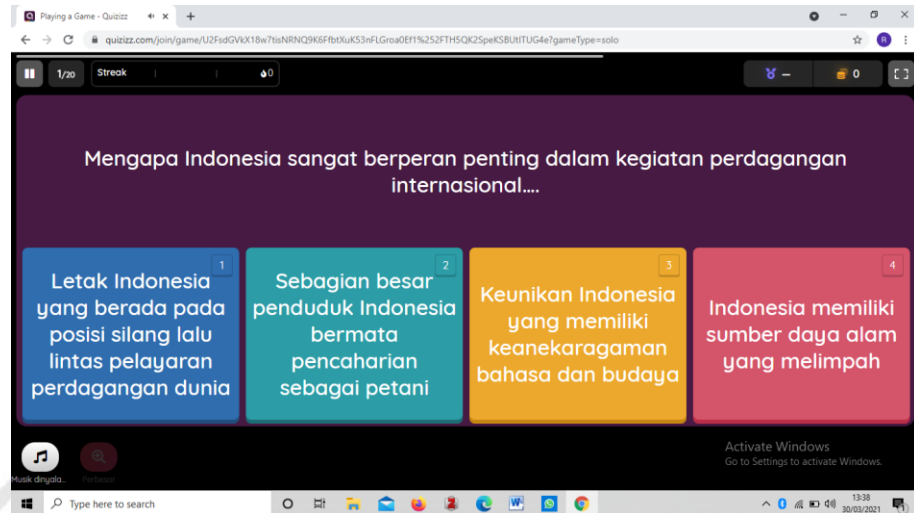 Playing a Game - Quizizz
quizizz.com/join/game/U2FsdGVkX18w7tisNRNQ9K6FfbtXuK53nFLGroa0Ef1%252FTH5QK2SpeKSBUtlTUG4e?gameType=solo
R
1/20
Streak
0
–
0
Mengapa Indonesia sangat berperan penting dalam kegiatan perdagangan
internasional....
1
Letak Indonesia
yang berada pada
posisi silang lalu
lintas pelayaran
perdagangan dunia
2
Sebagian besar
penduduk Indonesia
bermata
pencaharian
sebagai petani
3
Keunikan Indonesia
yang memiliki
keanekaragaman
bahasa dan budaya
4
Indonesia memiliki
sumber daya alam
yang melimpah
Musik dinyala...
Perbesar
Activate Windows
Go to Settings to activate Windows.
Type here to search
13:38
30/03/2021